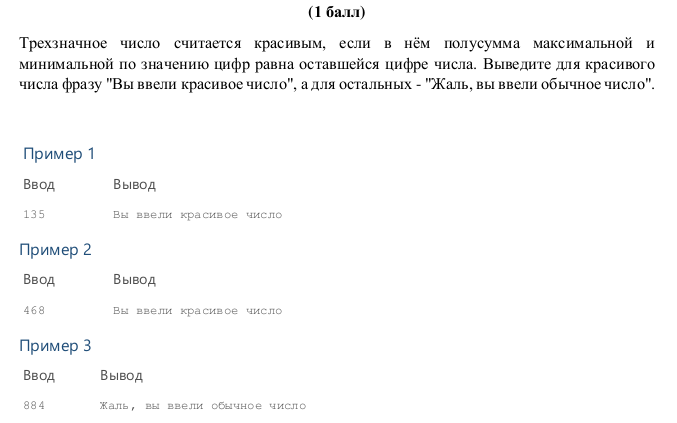 (1 балл)
Трехзначное число считается красивым, если в нём полусумма максимальной и
минимальной по значению цифр равна оставшейся цифре числа. Выведите для красивого
числа фразу "Вы ввели красивое число", а для остальных - "Жаль, вы ввели обычное число".
Пример 1
Ввод Вывод
135 Вы ввели красивое число
Пример 2
Ввод Вывод
468 Вы ввели красивое число
Пример 3
Ввод Вывод
884 Жаль, вы ввели обычное число